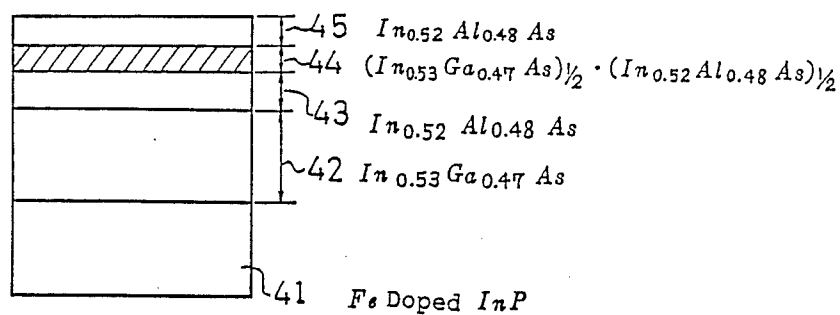 45 In0.52 Al0.48 As
44 (In0.53 Ga0.47 As)½ · (In0.52 Al0.48 As)½
43 In0.52 Al0.48 As
42 In0.53 Ga0.47 As
41 Fe Doped InP